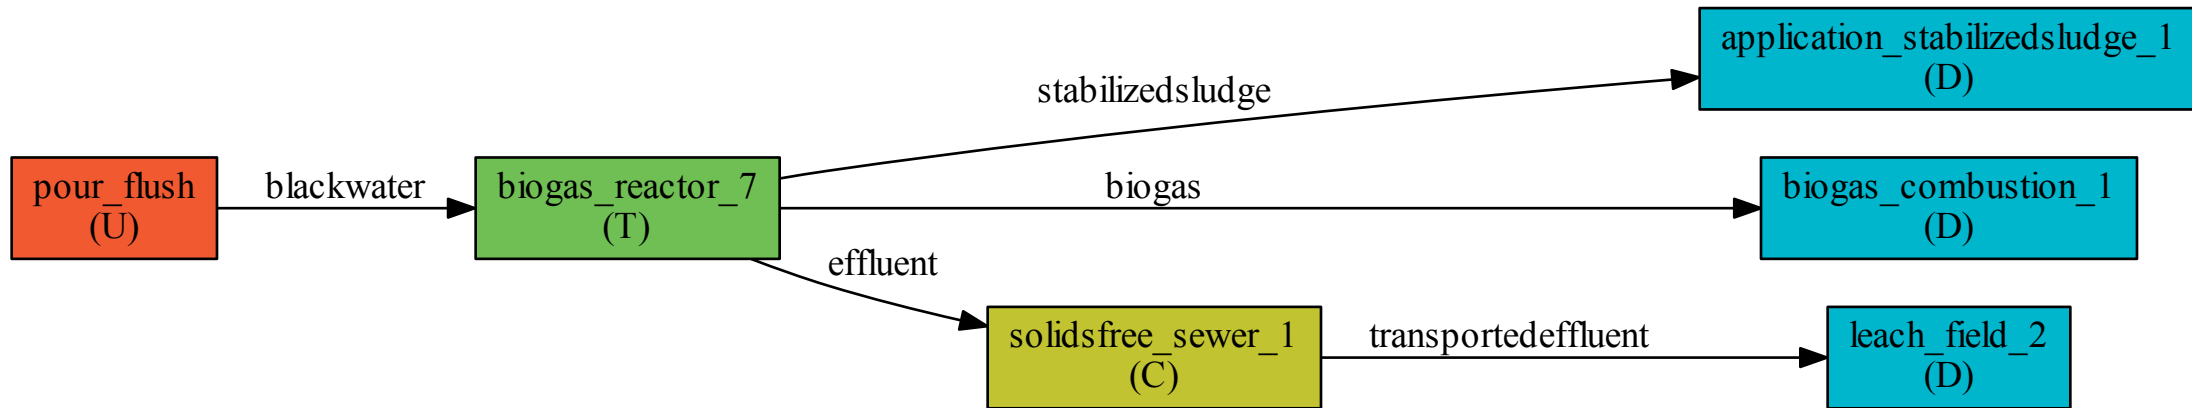 application_stabilizedsludge_1
(D)
stabilizedsludge
pour_flush
(U)
blackwater
biogas_reactor_7
(T)
biogas
biogas_combustion_1
(D)
effluent
solidsfree_sewer_1
(C)
transportedeffluent
leach_field_2
(D)